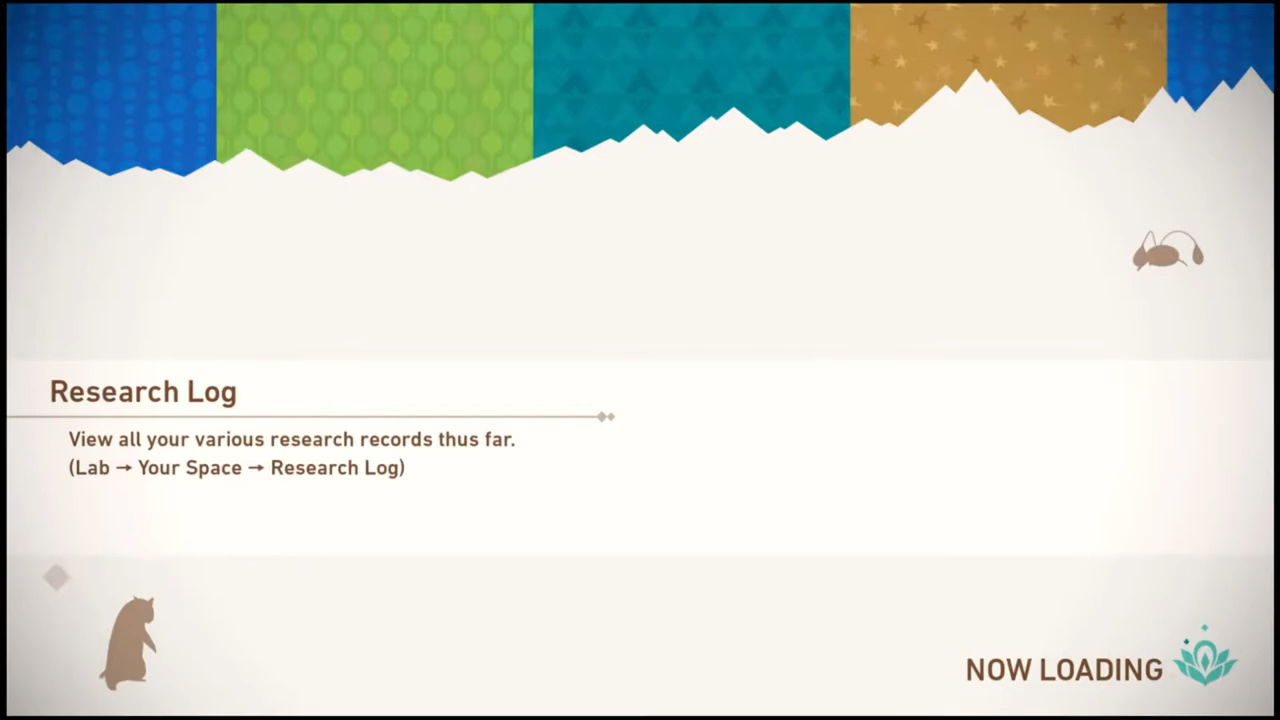 Research Log
View all your various research records thus far.
(Lab → Your Space → Research Log)
NOW LOADING